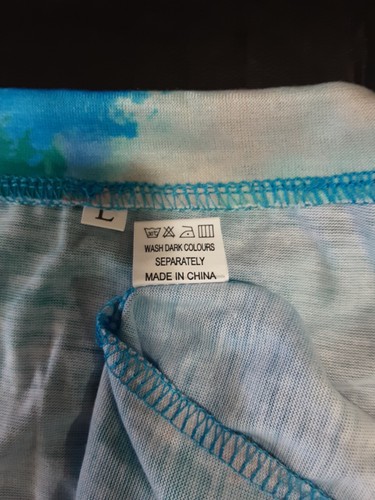 L
WASH DARK COLOURS
SEPARATELY
MADE IN CHINA